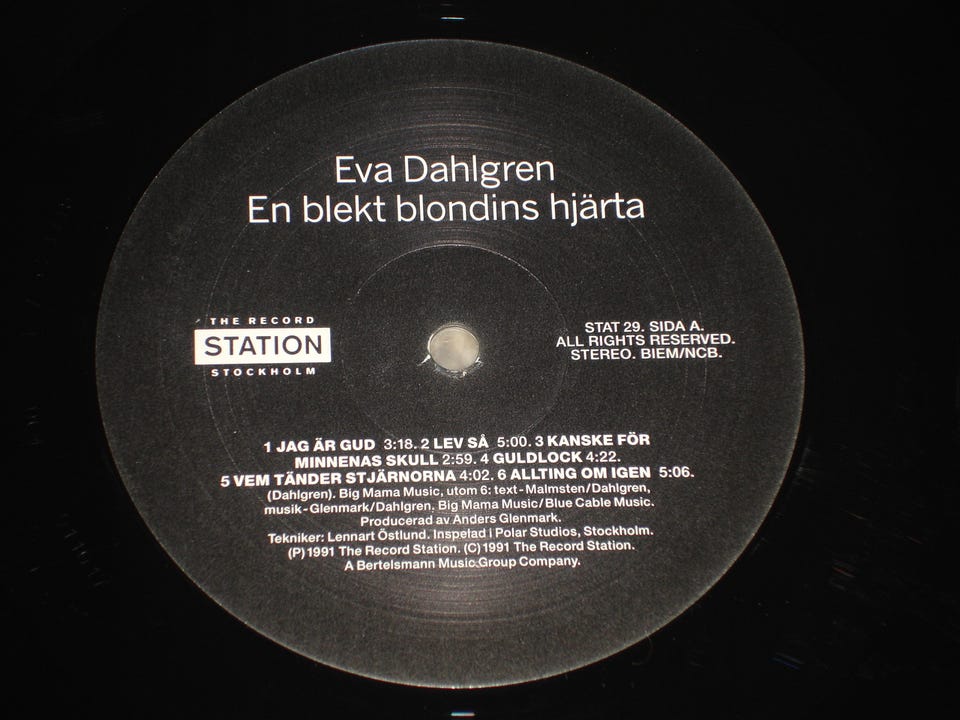 Eva Dahlgren
En blekt blondins hjärta
THE RECORD
STATION
STOCKHOLM
STAT 29. SIDA A.
ALL RIGHTS RESERVED.
STEREO. BIEM/NCB.
1 JAG ÄR GUD 3:18. 2 LEV SÅ 5:00. 3 KANSKE FÖR
MINNENAS SKULL 2:59. 4 GULDLOCK 4:22.
5 VEM TÄNDER STJÄRNORNA 4:02. 6 ALLTING OM IGEN 5:06.
(Dahlgren). Big Mama Music, utom 6: text-Malmsten/Dahlgren,
musik-Glenmark/Dahlgren. Big Mama Music/Blue Cable Music.
Producerad av Anders Glenmark.
Tekniker: Lennart Östlund. Inspelad i Polar Studios, Stockholm.
(P)1991 The Record Station. (C)1991 The Record Station.
A Bertelsmann Music Group Company.